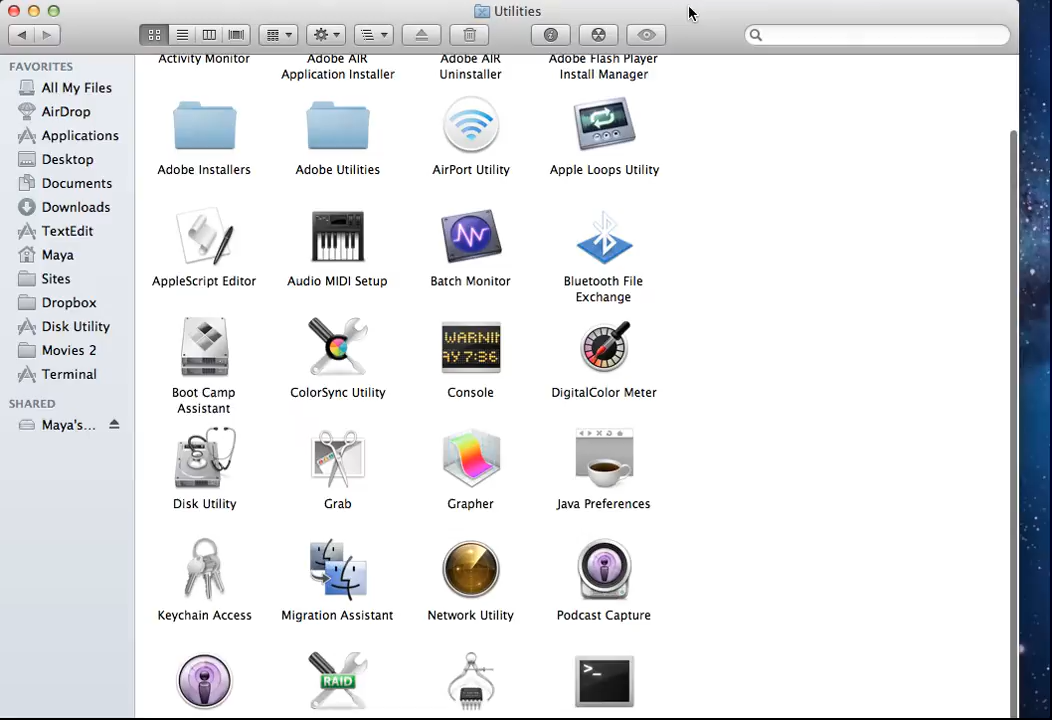 Utilities
FAVORITES
All My Files
AirDrop
Applications
Desktop
Documents
Downloads
TextEdit
Maya
Sites
Dropbox
Disk Utility
Movies 2
Terminal
SHARED
Maya's...
Activity Monitor
Adobe AIR
Application Installer
Adobe AIR
Uninstaller
Adobe Flash Player
Install Manager
Adobe Installers
Adobe Utilities
AirPort Utility
Apple Loops Utility
AppleScript Editor
Audio MIDI Setup
Batch Monitor
Bluetooth File
Exchange
WARNIN
AY 7:36
Boot Camp
Assistant
ColorSync Utility
Console
DigitalColor Meter
Disk Utility
Grab
Grapher
Java Preferences
Keychain Access
Migration Assistant
Network Utility
Podcast Capture
RAID
>_